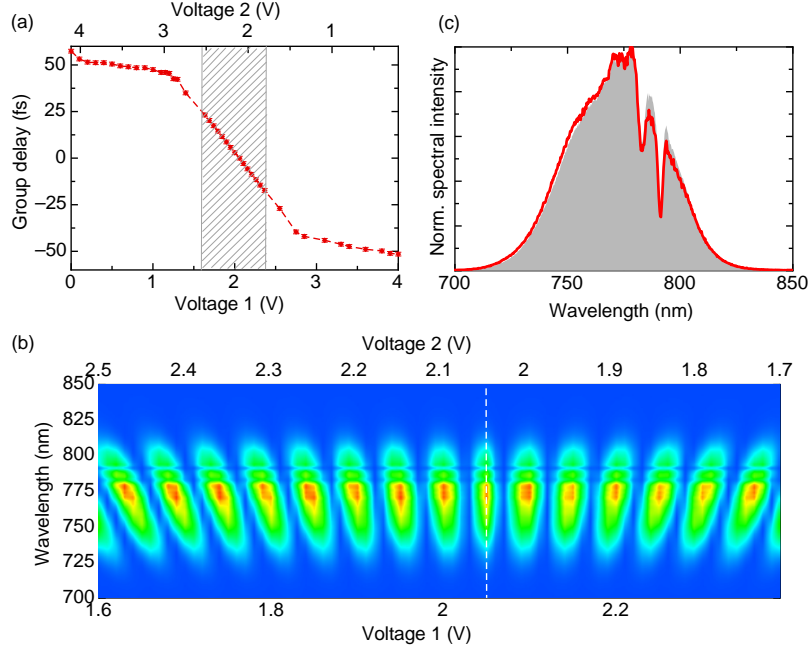 (a)
Voltage 2 (V)
4 3 2 1
50
25
0
−25
−50
Group delay (fs)
0 1 2 3 4
Voltage 1 (V)
(c)
Norm. spectral intensity
700 750 800 850
Wavelength (nm)
(b)
Voltage 2 (V)
2.5 2.4 2.3 2.2 2.1 2 1.9 1.8 1.7
850
825
800
775
750
725
700
Wavelength (nm)
1.6 1.8 2 2.2
Voltage 1 (V)